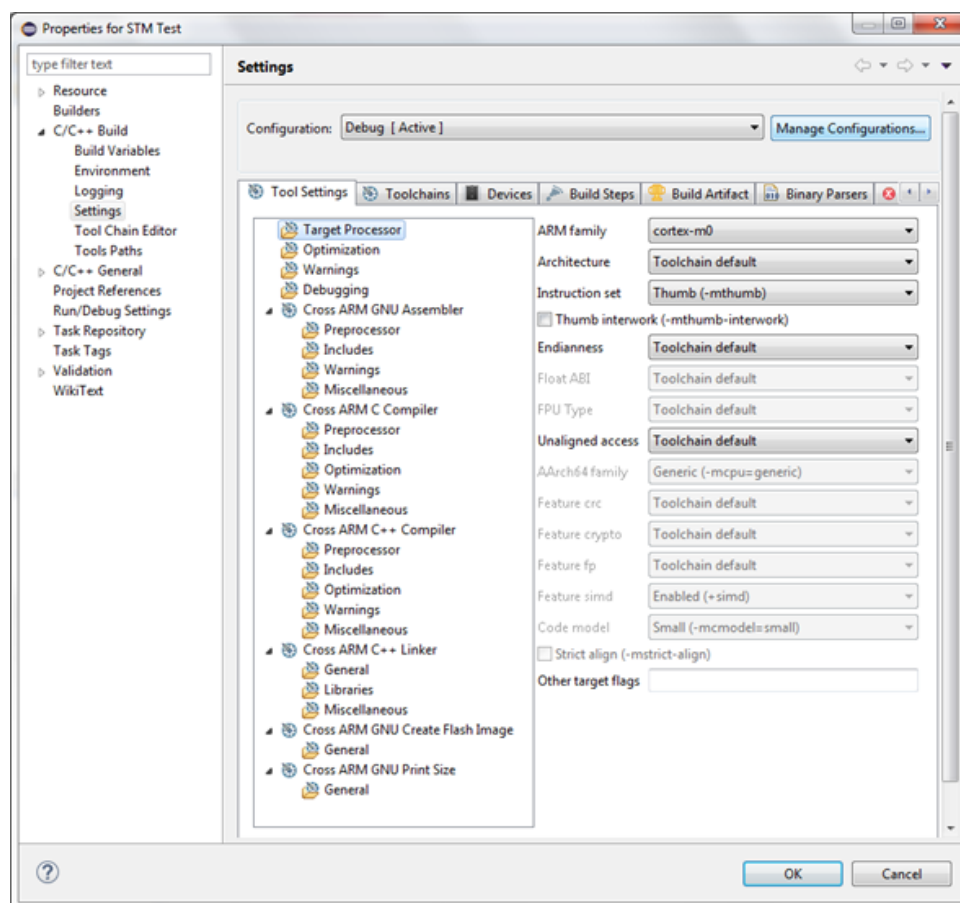 Properties for STM Test
type filter text
Resource
Builders
C/C++ Build
Build Variables
Environment
Logging
Settings
Tool Chain Editor
Tools Paths
C/C++ General
Project References
Run/Debug Settings
Task Repository
Task Tags
Validation
WikiText
Settings
Configuration: Debug [ Active ] Manage Configurations...
Tool Settings Toolchains Devices Build Steps Build Artifact Binary Parsers
Target Processor
Optimization
Warnings
Debugging
Cross ARM GNU Assembler
Preprocessor
Includes
Warnings
Miscellaneous
Cross ARM C Compiler
Preprocessor
Includes
Optimization
Warnings
Miscellaneous
Cross ARM C++ Compiler
Preprocessor
Includes
Optimization
Warnings
Miscellaneous
Cross ARM C++ Linker
General
Libraries
Miscellaneous
Cross ARM GNU Create Flash Image
General
Cross ARM GNU Print Size
General
ARM family cortex-m0
Architecture Toolchain default
Instruction set Thumb (-mthumb)
Thumb interwork (-mthumb-interwork)
Endianness Toolchain default
Float ABI Toolchain default
FPU Type Toolchain default
Unaligned access Toolchain default
AArch64 family Generic (-mcpu=generic)
Feature crc Toolchain default
Feature crypto Toolchain default
Feature fp Toolchain default
Feature simd Enabled (+simd)
Code model Small (-mcmodel=small)
Strict align (-mstrict-align)
Other target flags
OK Cancel